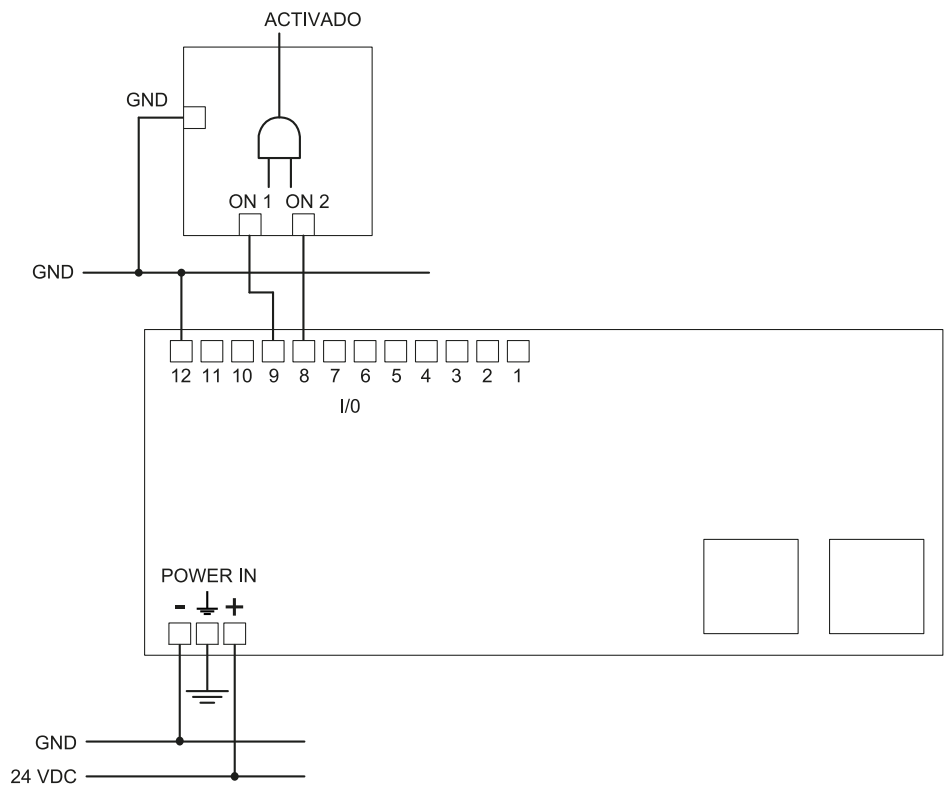 ACTIVADO
GND
ON 1 ON 2
GND
12 11 10 9 8 7 6 5 4 3 2 1
I/0
POWER IN
- +
GND
24 VDC